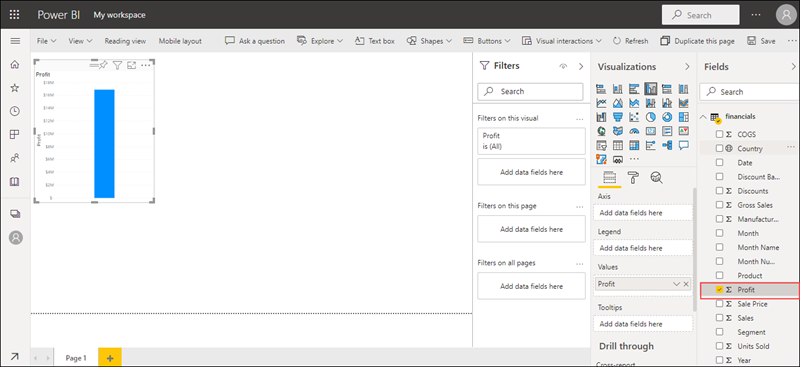 Power BI My workspace
Search
File
View
Reading view
Mobile layout
Ask a question
Explore
Text box
Shapes
Buttons
Visual interactions
Refresh
Duplicate this page
Save
Profit
$18M
$16M
$14M
$12M
$10M
$8M
$6M
$4M
$2M
$0
Profit
Page 1
+
Filters
Search
Filters on this visual
Profit
is (All)
Add data fields here
Filters on this page
Add data fields here
Filters on all pages
Add data fields here
Visualizations
Axis
Add data fields here
Legend
Add data fields here
Values
Profit
Tooltips
Add data fields here
Drill through
Cross-report
Fields
Search
financials
COGS
Country
Date
Discount Ba...
Discounts
Gross Sales
Manufactur...
Month
Month Name
Month Nu...
Product
Profit
Sale Price
Sales
Segment
Units Sold
Year